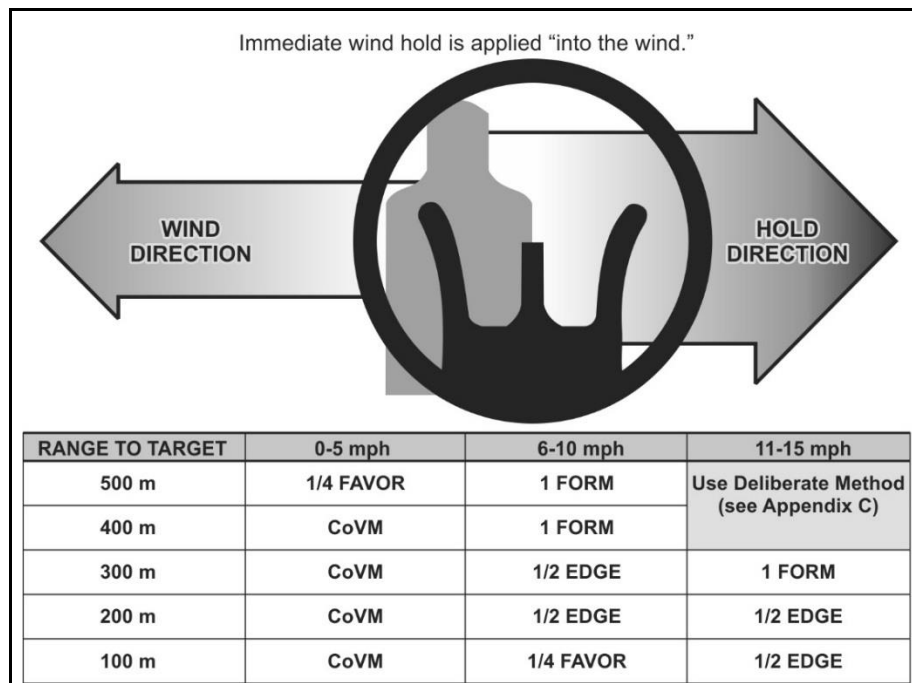 Immediate wind hold is applied “into the wind.”
WIND
DIRECTION
HOLD
DIRECTION
RANGE TO TARGET 0-5 mph 6-10 mph 11-15 mph
500 m 1/4 FAVOR 1 FORM Use Deliberate Method
(see Appendix C)
400 m CoVM 1 FORM
300 m CoVM 1/2 EDGE 1 FORM
200 m CoVM 1/2 EDGE 1/2 EDGE
100 m CoVM 1/4 FAVOR 1/2 EDGE